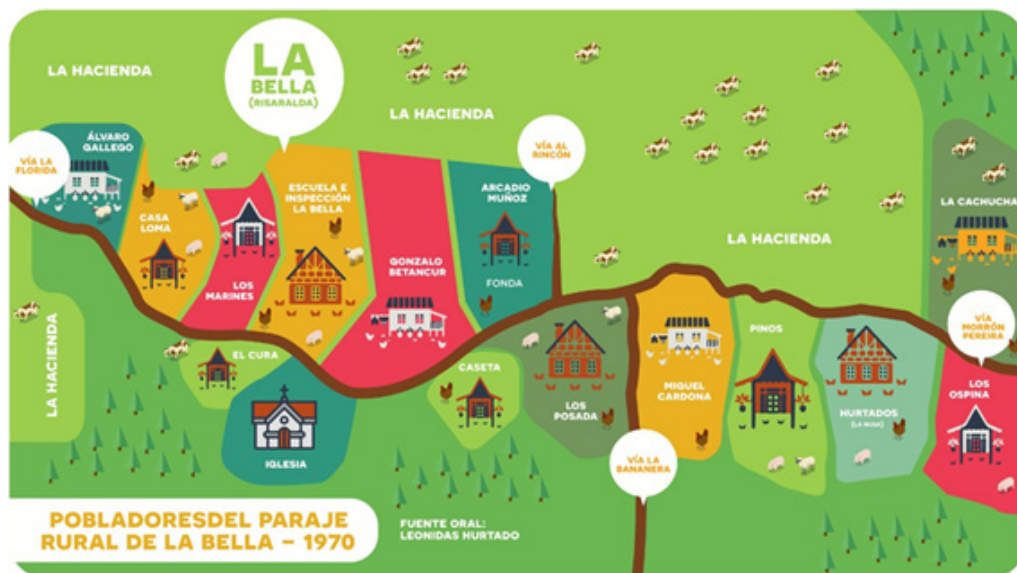 LA HACIENDA
LA
BELLA
(RISARALDA)
LA HACIENDA
ÁLVARO
GALLEGO
VÍA LA
FLORIDA
CASA
LOMA
LOS
MARINES
ESCUELA E
INSPECCIÓN
LA BELLA
GONZALO
BETANCUR
ARCADIO
MUÑOZ
FONDA
VÍA AL
RINCÓN
LA HACIENDA
LA CACHUCHA
VÍA
MORRÓN
PEREIRA
LA HACIENDA
EL CURA
IGLESIA
CASETA
LOS
POSADA
MIGUEL
CARDONA
PINOS
HURTADOS
LOS
OSPINA
VÍA LA
BANANERA
POBLADORESDEL PARAJE
RURAL DE LA BELLA – 1970
FUENTE ORAL:
LEONIDAS HURTADO